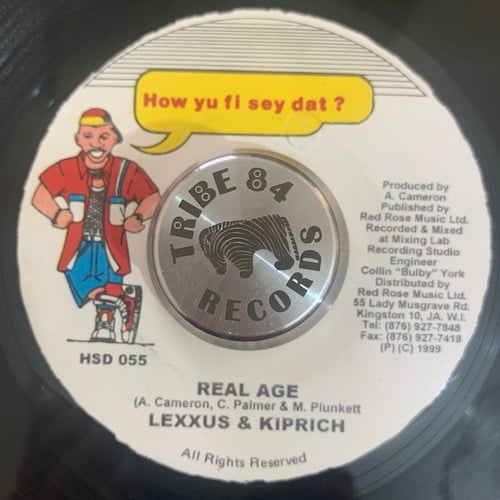 How yu fi sey dat ?
TRIBE 84
RECORDS
Produced by
A. Cameron
Published by
Red Rose Music Ltd.
Recorded & Mixed
at Mixing Lab
Recording Studio
Engineer
Collin "Bulby" York
Distributed by
Red Rose Music Ltd.
55 Lady Musgrave Rd.
Kingston 10, JA. W.I.
Tel: (876) 927-7848
Fax: (876) 927-7418
(P) (C) 1999
HSD 055
REAL AGE
(A. Cameron, C. Palmer & M. Plunkett
LEXXUS & KIPRICH
All Rights Reserved